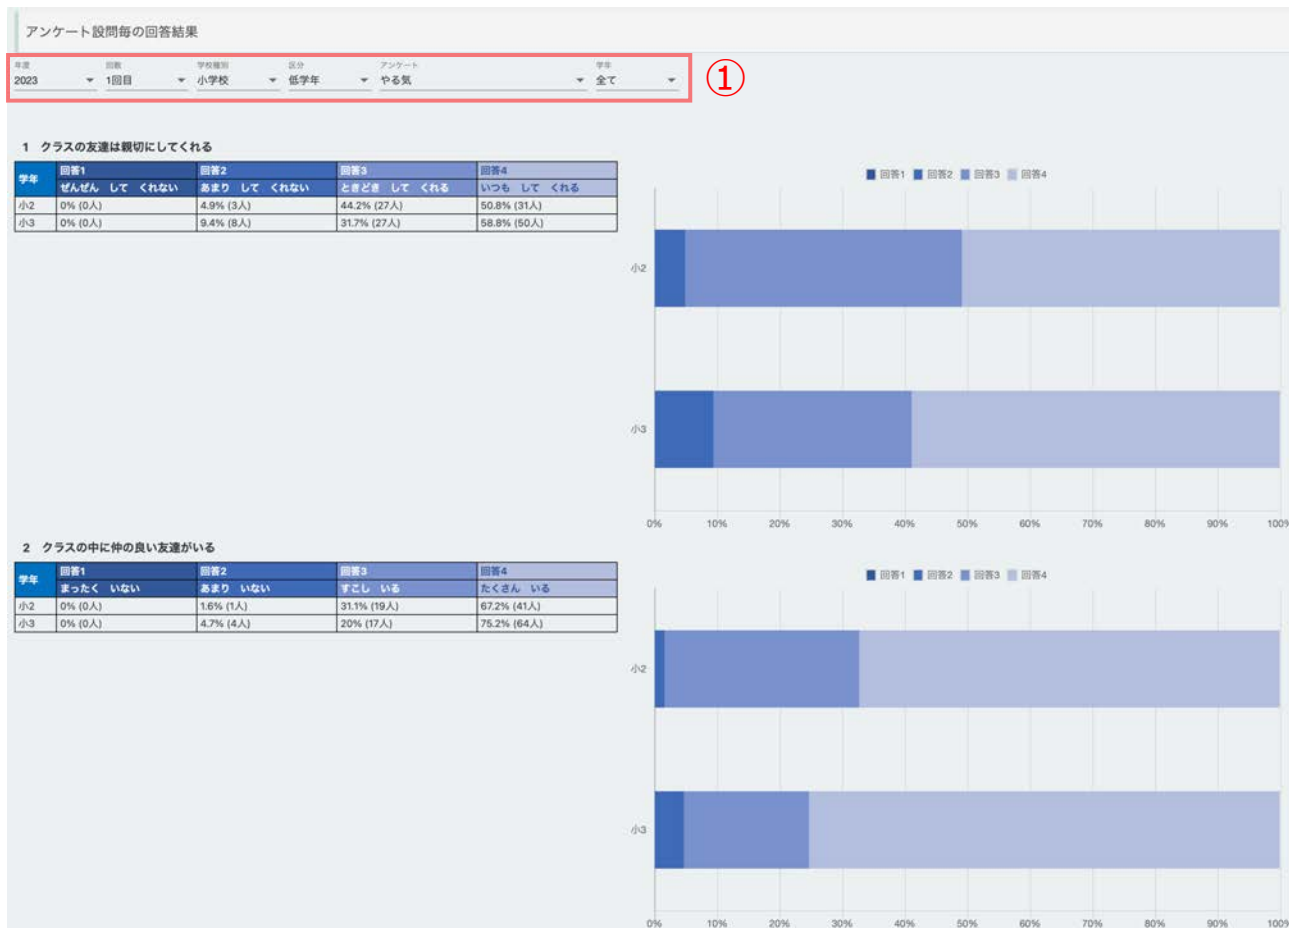 アンケート設問毎の回答結果
年度 回数 学校種別 区分 アンケート 学年
2023 1回目 小学校 低学年 やる気 全て
①
1 クラスの友達は親切にしてくれる
学年 回答1 回答2 回答3 回答4
ぜんぜん して くれない あまり して くれない ときどき して くれる いつも して くれる
小2 0% (0人) 4.9% (3人) 44.2% (27人) 50.8% (31人)
小3 0% (0人) 9.4% (8人) 31.7% (27人) 58.8% (50人)
回答1 回答2 回答3 回答4
小2
小3
0% 10% 20% 30% 40% 50% 60% 70% 80% 90% 100%
2 クラスの中に仲の良い友達がいる
学年 回答1 回答2 回答3 回答4
まったく いない あまり いない すこし いる たくさん いる
小2 0% (0人) 1.6% (1人) 31.1% (19人) 67.2% (41人)
小3 0% (0人) 4.7% (4人) 20% (17人) 75.2% (64人)
回答1 回答2 回答3 回答4
小2
小3
0% 10% 20% 30% 40% 50% 60% 70% 80% 90% 100%